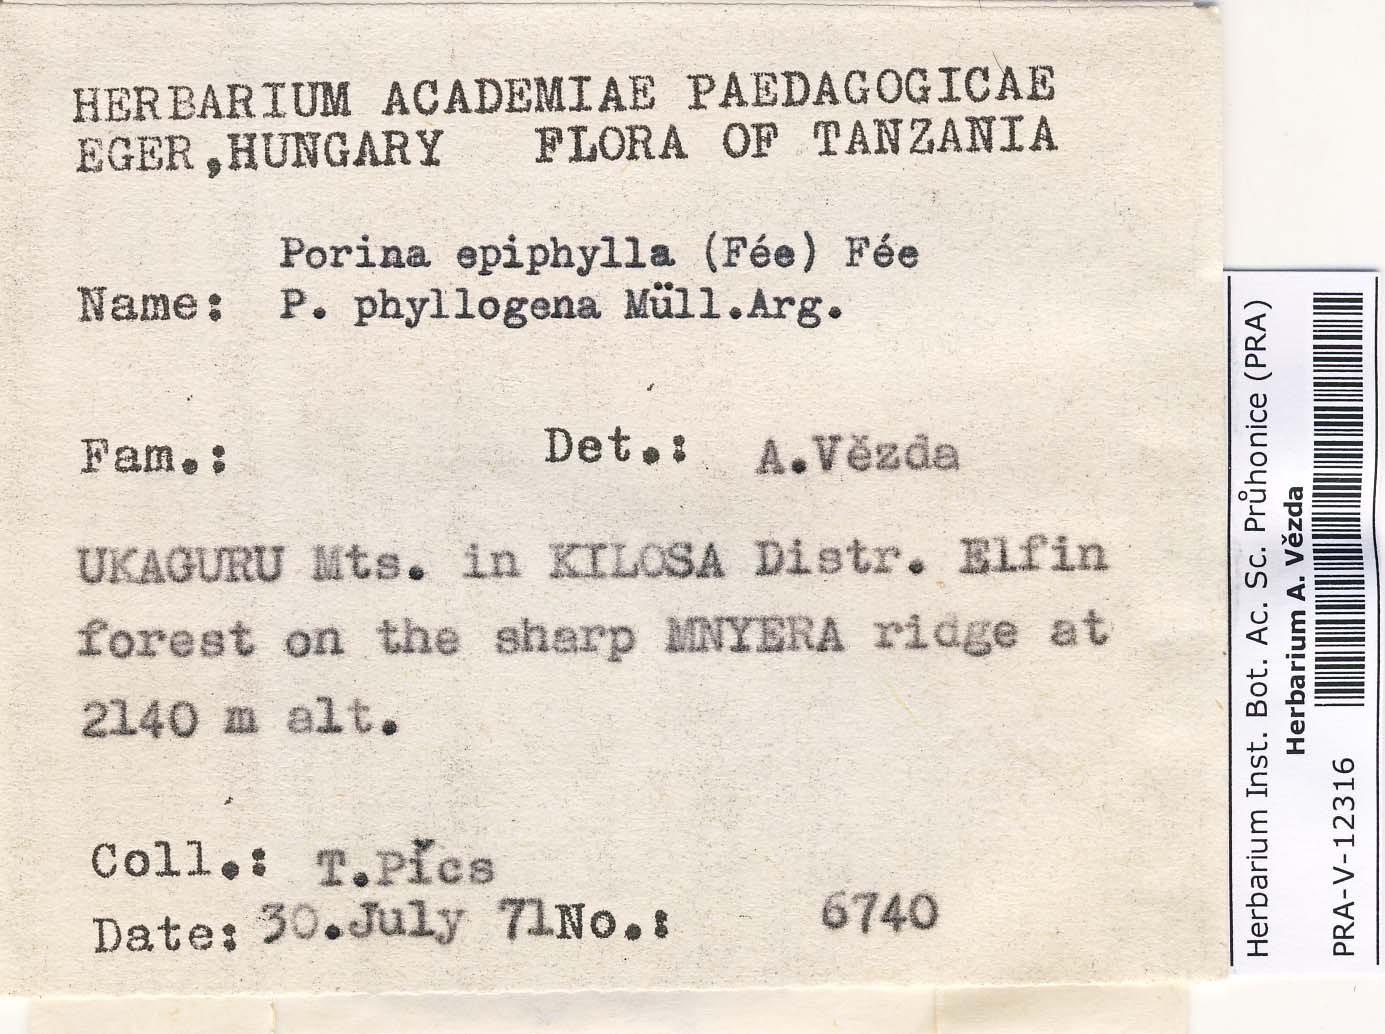 HERBARIUM ACADEMIAE PAEDAGOGICAE
EGER,HUNGARY FLORA OF TANZANIA
Porina epiphylla (Fée) Fée
Name: P. phyllogena Müll.Arg.
Fam.: Det.: A.Vězda
UKAGURU Mts. in KILOSA Distr. Elfin
forest on the sharp MNYERA ridge at
2140 m alt.
Coll.: T.Pǐcs
Date: 30.July 71No.: 6740
Herbarium Inst. Bot. Ac. Sc. Průhonice (PRA)
Herbarium A. Vězda
PRA-V-12316